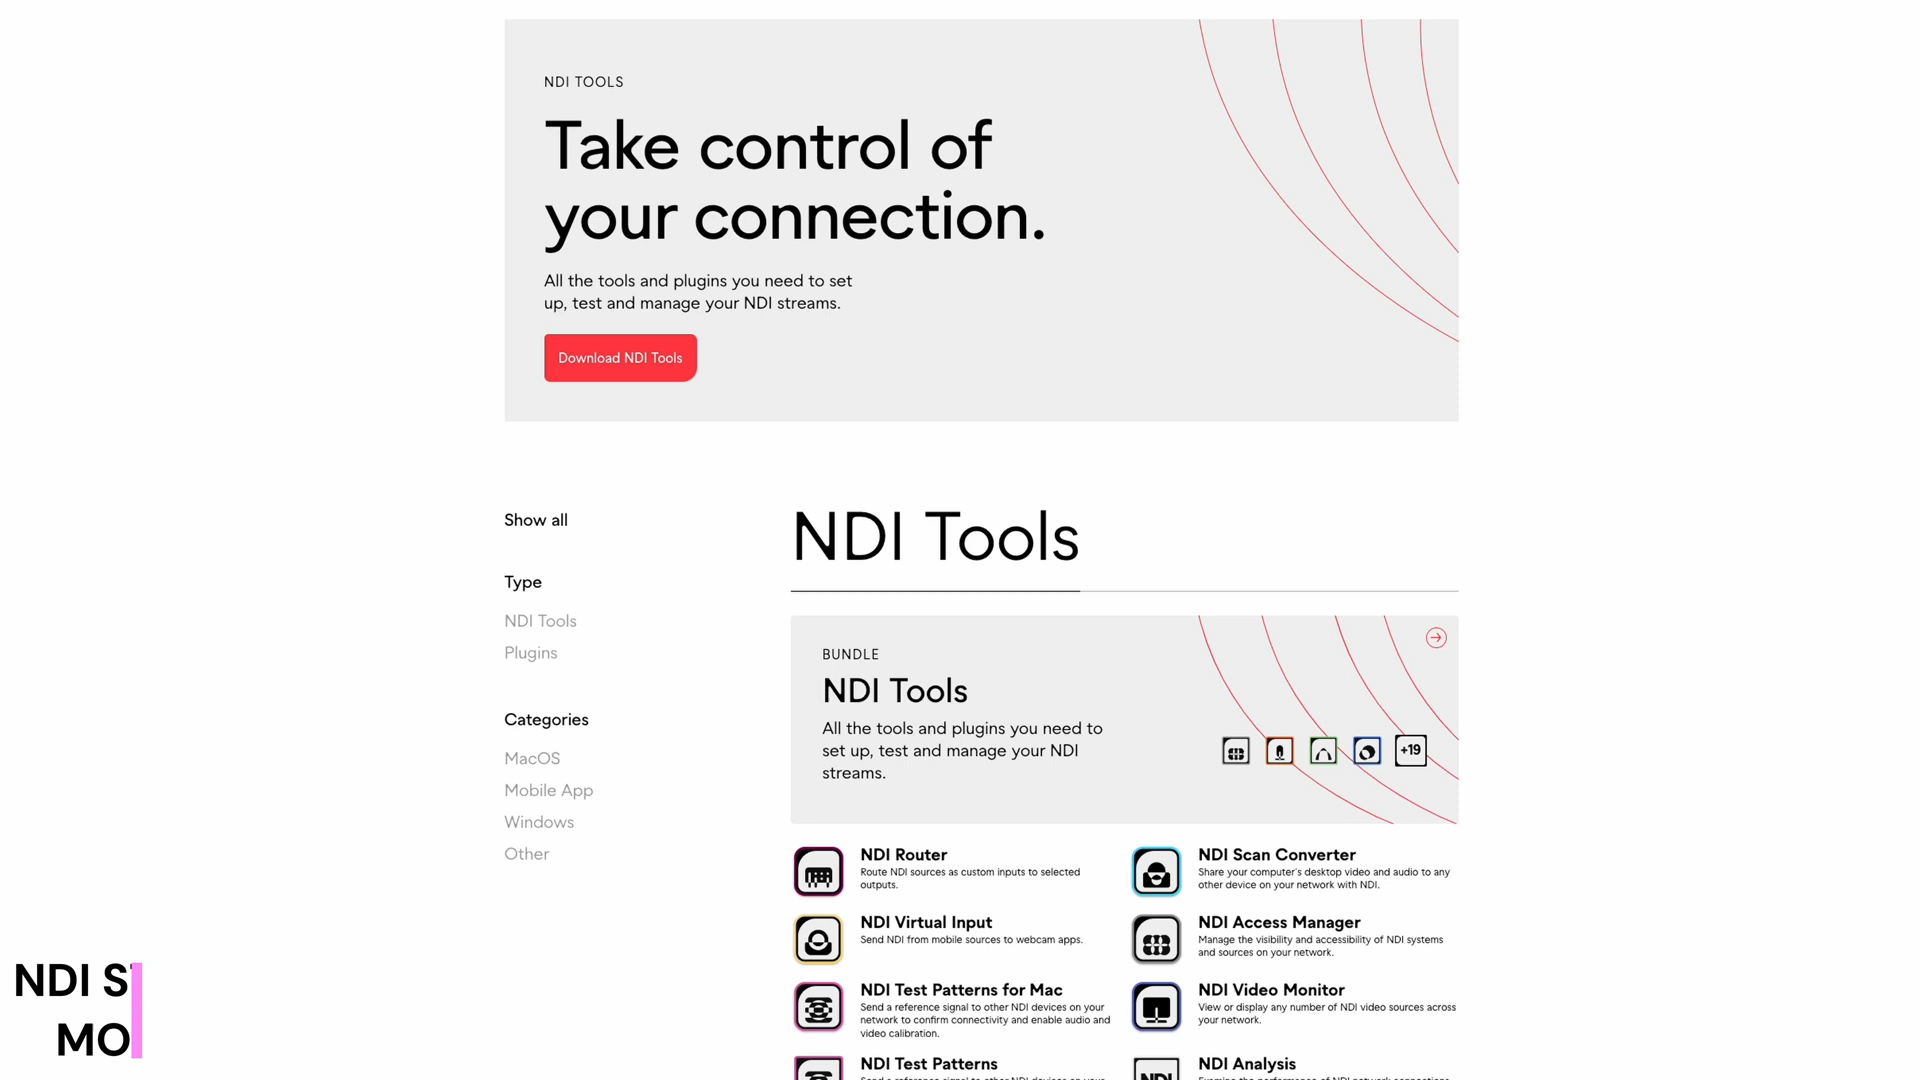 NDI TOOLS
Take control of
your connection.
All the tools and plugins you need to set
up, test and manage your NDI streams.
Download NDI Tools
Show all
Type
NDI Tools
Plugins
Categories
MacOS
Mobile App
Windows
Other
NDI Tools
BUNDLE
NDI Tools
All the tools and plugins you need to
set up, test and manage your NDI
streams.
+19
NDI Router
Route NDI sources as custom inputs to selected
outputs.
NDI Scan Converter
Share your computer's desktop video and audio to any
other device on your network with NDI.
NDI Virtual Input
Send NDI from mobile sources to webcam apps.
NDI Access Manager
Manage the visibility and accessibility of NDI systems
and sources on your network.
NDI Test Patterns for Mac
Send a reference signal to other NDI devices on your
network to confirm connectivity and enable audio and
video calibration.
NDI Video Monitor
View or display any number of NDI video sources across
your network.
NDI Test Patterns
NDI Analysis
NDI S
MO